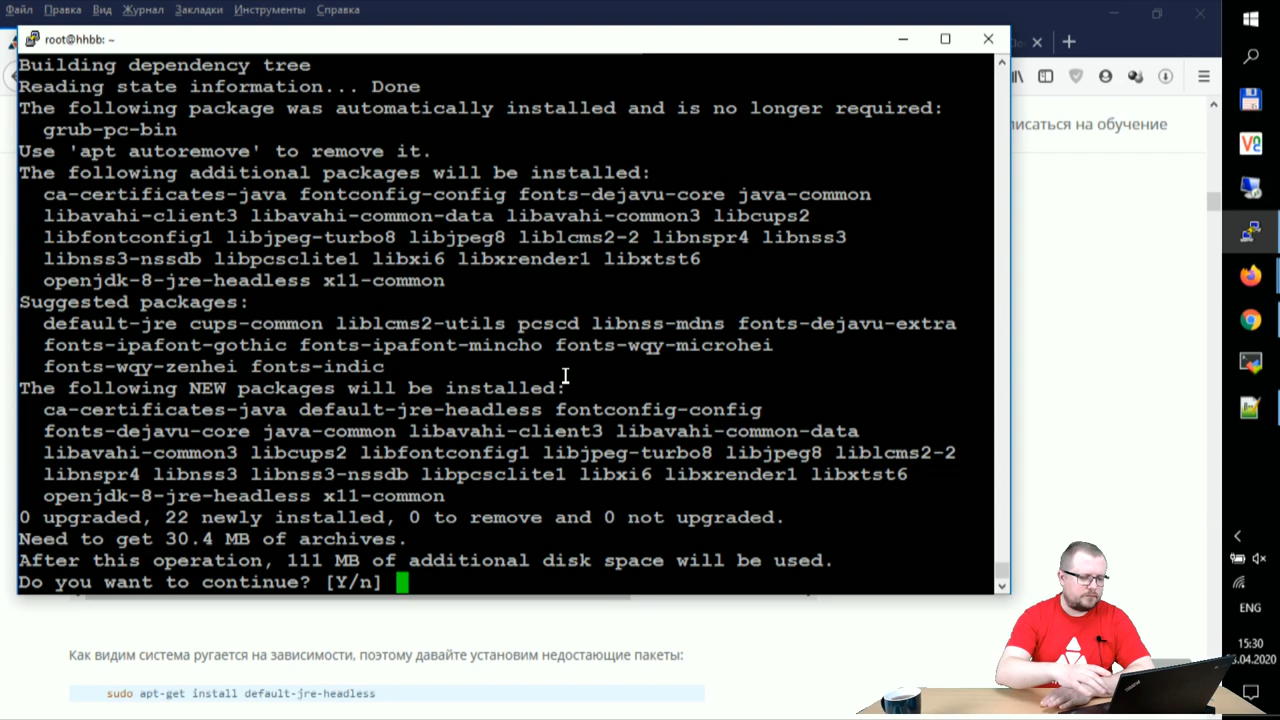 Файл Правка Вид Журнал Закладки Инструменты Справка
root@hhbb: ~
Building dependency tree
Reading state information... Done
The following package was automatically installed and is no longer required:
grub-pc-bin
Use 'apt autoremove' to remove it.
The following additional packages will be installed:
ca-certificates-java fontconfig-config fonts-dejavu-core java-common
libavahi-client3 libavahi-common-data libavahi-common3 libcups2
libfontconfig1 libjpeg-turbo8 libjpeg8 liblcms2-2 libnspr4 libnss3
libnss3-nssdb libpcsclite1 libxi6 libxrender1 libxtst6
openjdk-8-jre-headless x11-common
Suggested packages:
default-jre cups-common liblcms2-utils pcscd libnss-mdns fonts-dejavu-extra
fonts-ipafont-gothic fonts-ipafont-mincho fonts-wqy-microhei
fonts-wqy-zenhei fonts-indic
The following NEW packages will be installed:
ca-certificates-java default-jre-headless fontconfig-config
fonts-dejavu-core java-common libavahi-client3 libavahi-common-data
libavahi-common3 libcups2 libfontconfig1 libjpeg-turbo8 libjpeg8 liblcms2-2
libnspr4 libnss3 libnss3-nssdb libpcsclite1 libxi6 libxrender1 libxtst6
openjdk-8-jre-headless x11-common
0 upgraded, 22 newly installed, 0 to remove and 0 not upgraded.
Need to get 30.4 MB of archives.
After this operation, 111 MB of additional disk space will be used.
Do you want to continue? [Y/n]
писаться на обучение
Как видим система ругается на зависимости, поэтому давайте установим недостающие пакеты:
sudo apt-get install default-jre-headless
ENG
15:30
.04.2020